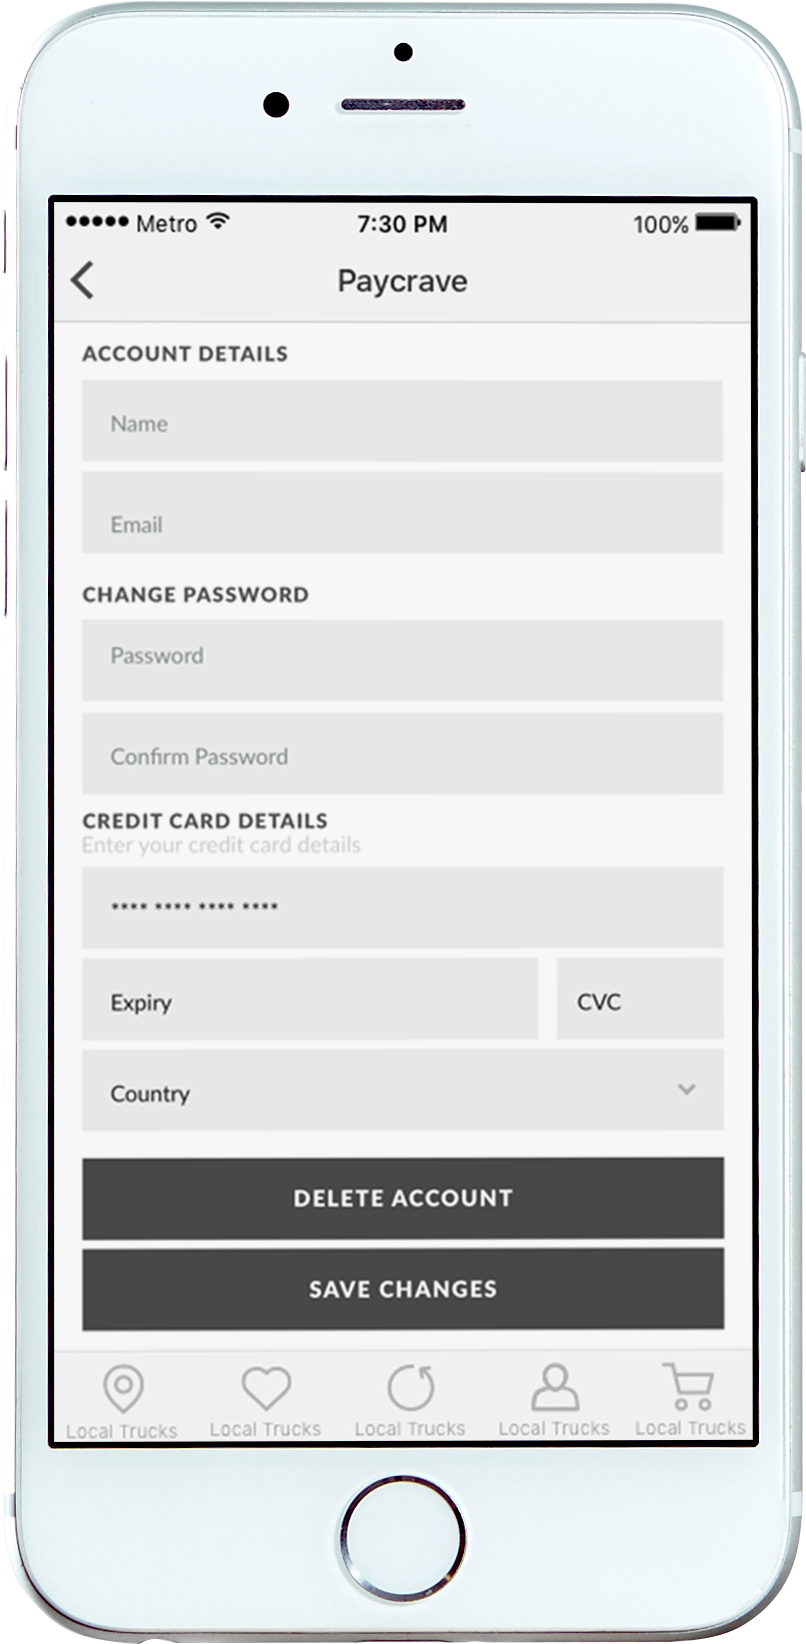 Metro 7:30 PM 100%
Paycrave
ACCOUNT DETAILS
Name
Email
CHANGE PASSWORD
Password
Confirm Password
CREDIT CARD DETAILS
Enter your credit card details
**** **** **** ****
Expiry CVC
Country
DELETE ACCOUNT
SAVE CHANGES
Local Trucks Local Trucks Local Trucks Local Trucks Local Trucks